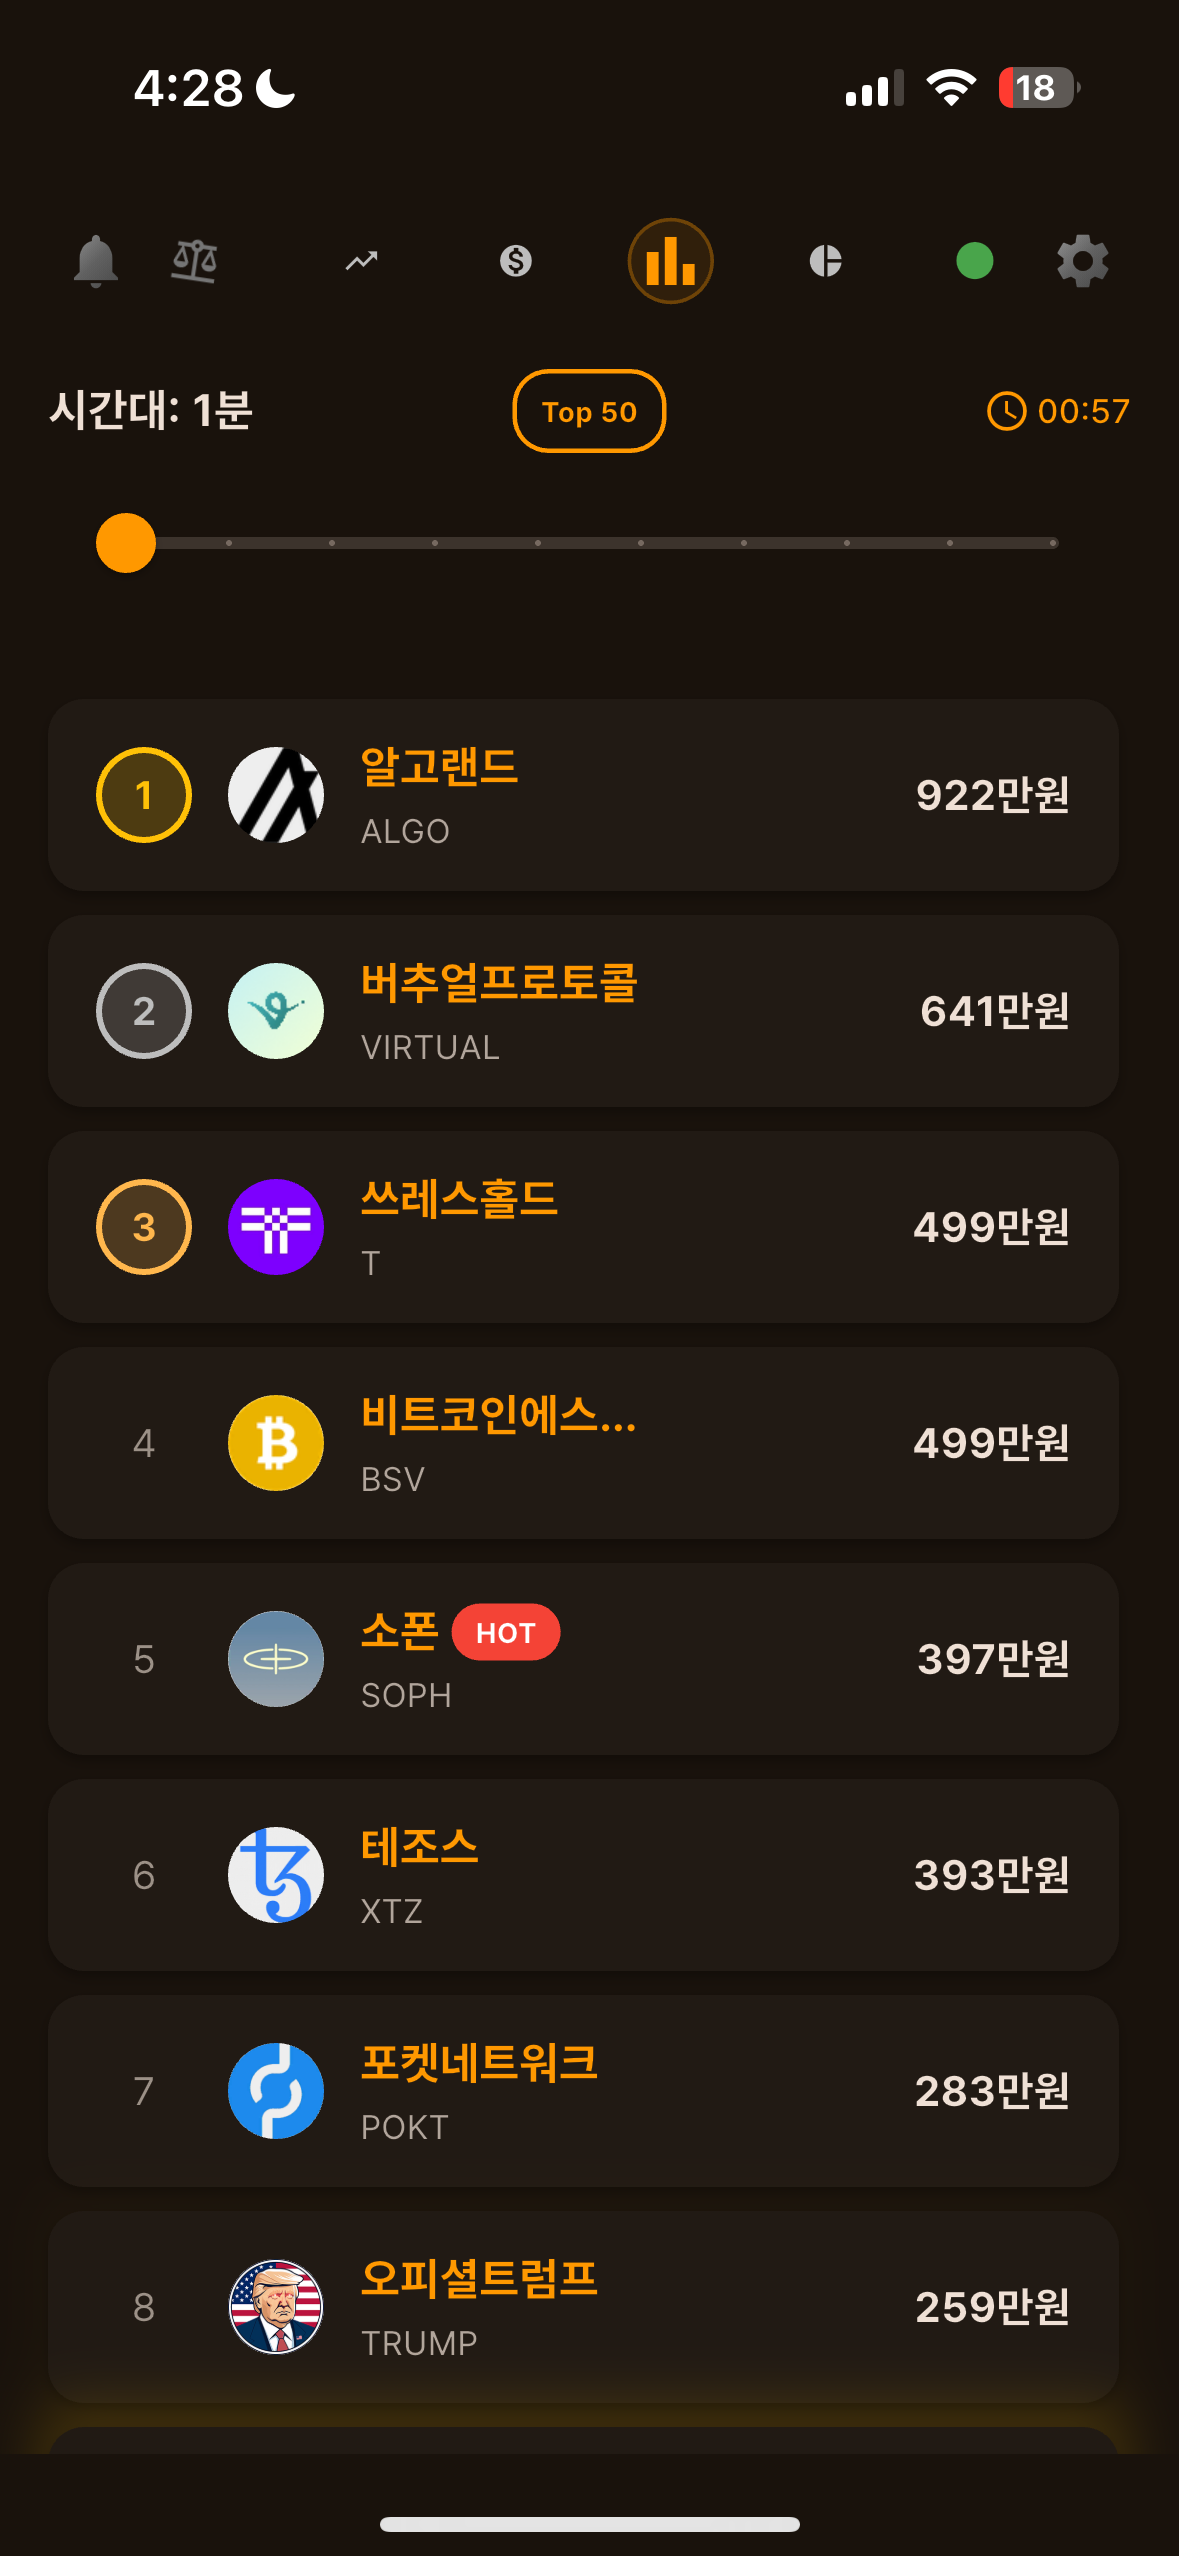 4:28
18
시간대: 1분
Top 50
00:57
1
알고랜드
ALGO
922만원
2
버추얼프로토콜
VIRTUAL
641만원
3
쓰레스홀드
T
499만원
4
비트코인에스...
BSV
499만원
5
소폰 HOT
SOPH
397만원
6
테조스
XTZ
393만원
7
포켓네트워크
POKT
283만원
8
오피셜트럼프
TRUMP
259만원